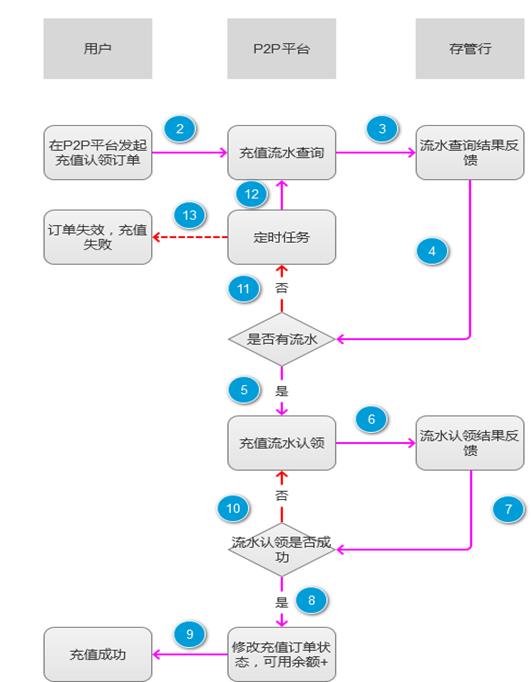 用户
P2P平台
存管行
在P2P平台发起
充值认领订单
2
充值流水查询
3
流水查询结果反
馈
12
13
订单失效，充值
失败
定时任务
4
11
否
是否有流水
5
是
6
充值流水认领
流水认领结果反
馈
否
10
7
流水认领是否成
功
是
8
9
充值成功
修改充值订单状
态，可用余额+